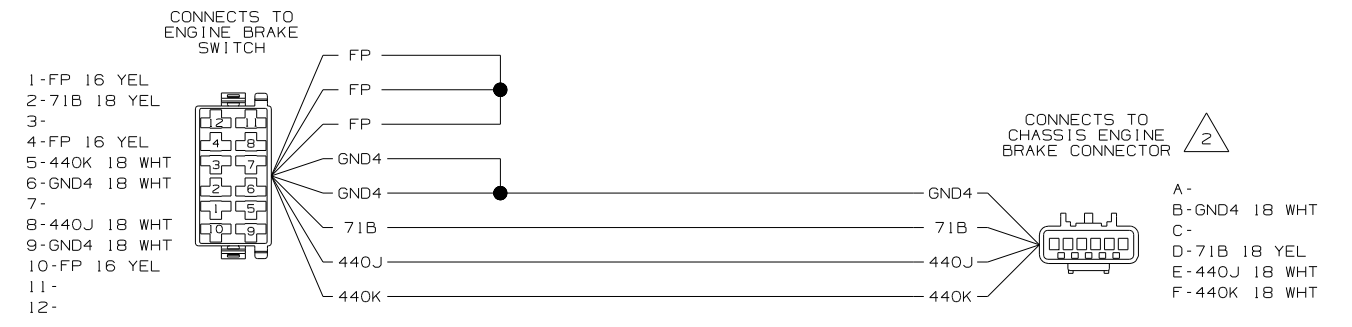 CONNECTS TO
ENGINE BRAKE
SWITCH
1-FP 16 YEL
2-71B 18 YEL
3-
4-FP 16 YEL
5-440K 18 WHT
6-GND4 18 WHT
7-
8-440J 18 WHT
9-GND4 18 WHT
10-FP 16 YEL
11-
12-
12 11
4 8
3 7
2 6
1 5
10 9
FP
FP
FP
GND4
GND4
71B
440J
440K
GND4
71B
440J
440K
CONNECTS TO
CHASSIS ENGINE
BRAKE CONNECTOR
2
A-
B-GND4 18 WHT
C-
D-71B 18 YEL
E-440J 18 WHT
F-440K 18 WHT